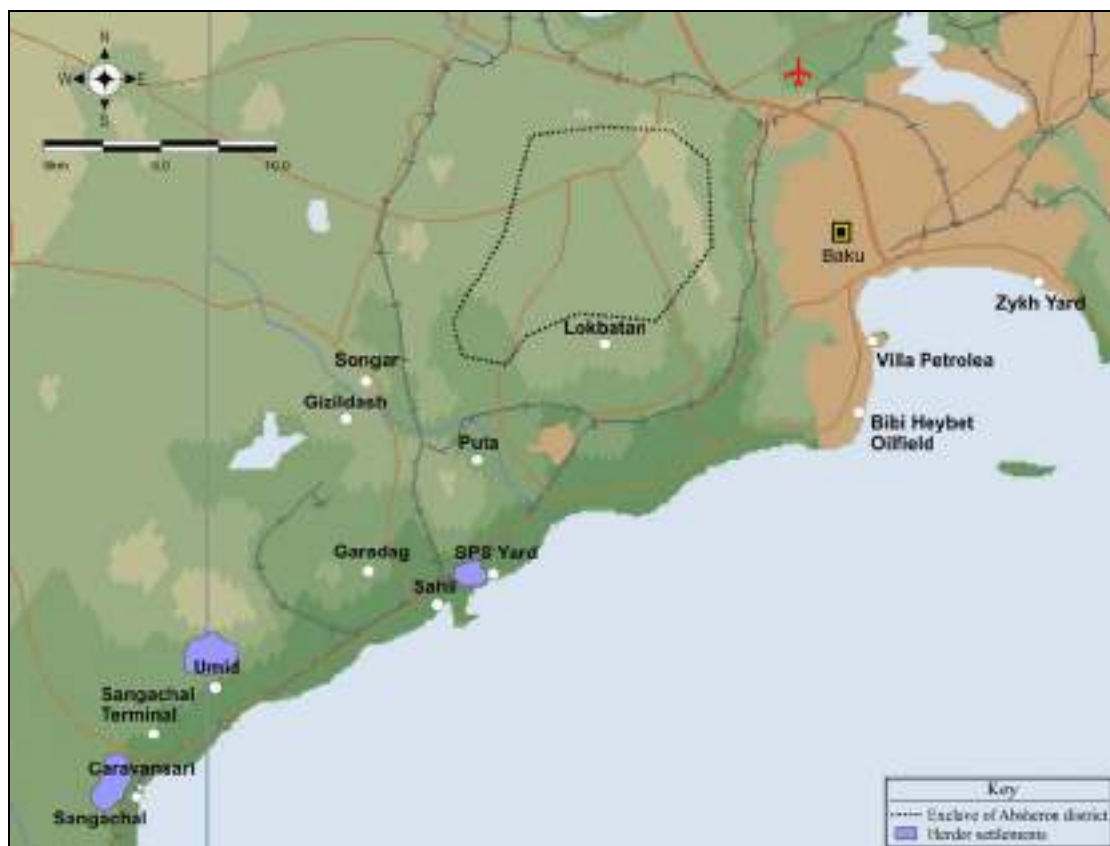 N
W E
S
0km 5.0 10.0
Baku
Zykh Yard
Lokbatan
Villa Petrolea
Songar
Gizildash
Bibi Heybet
Oilfield
Puta
Garadag
SPS Yard
Sahil
Umid
Sangachal
Terminal
Caravansari
Sangachal
Key
Exclave of Absheron district
Herder settlements